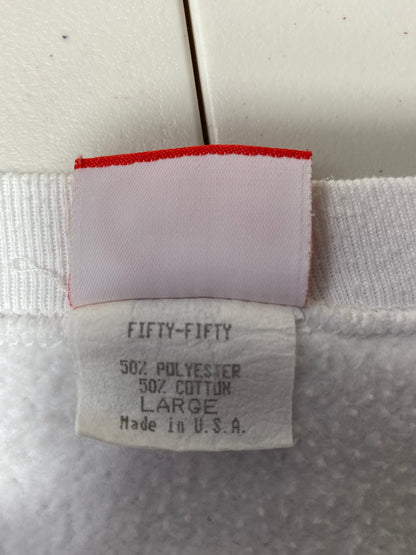 FIFTY-FIFTY
50% POLYESTER
50% COTTON
LARGE
Made in U.S.A.